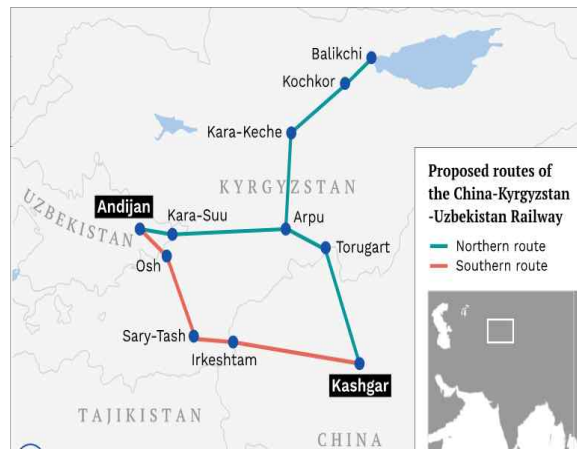 Balikchi
Kochkor
Kara-Keche
KYRGYZSTAN
UZBEKISTAN
Andijan
Kara-Suu
Arpu
Torugart
Osh
Sary-Tash
Irkeshtam
Kashgar
TAJIKISTAN
CHINA
Proposed routes of
the China-Kyrgyzstan
-Uzbekistan Railway
Northern route
Southern route